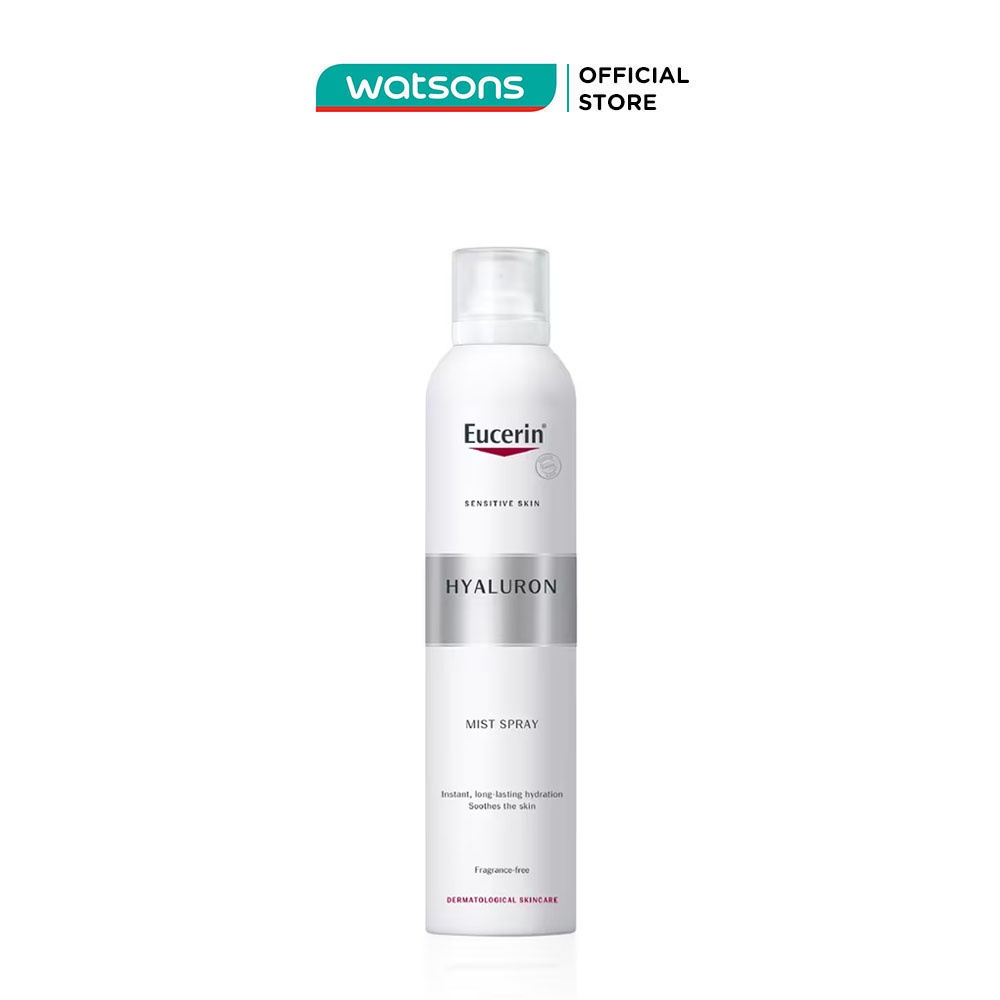 watsons
OFFICIAL
STORE
Eucerin®
SENSITIVE SKIN
HYALURON
MIST SPRAY
Instant, long-lasting hydration
Soothes the skin
Fragrance-free
DERMATOLOGICAL SKINCARE